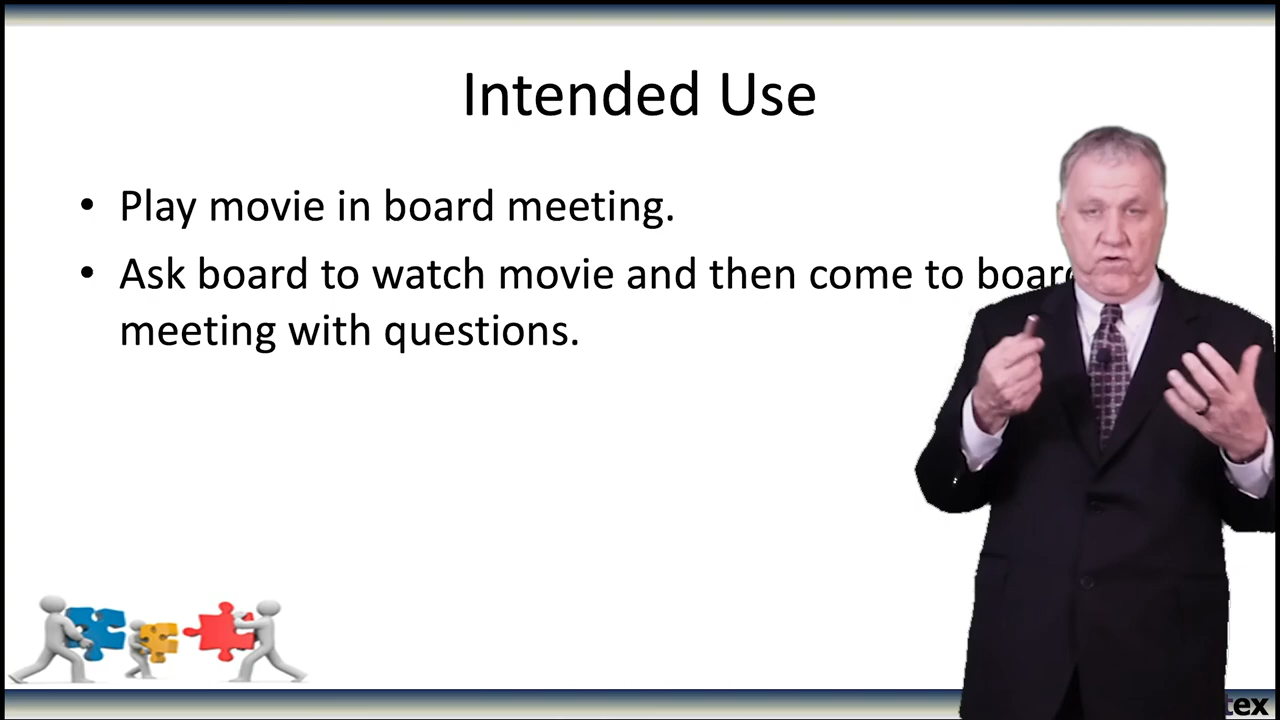 Intended Use
• Play movie in board meeting.
• Ask board to watch movie and then come to board
meeting with questions.